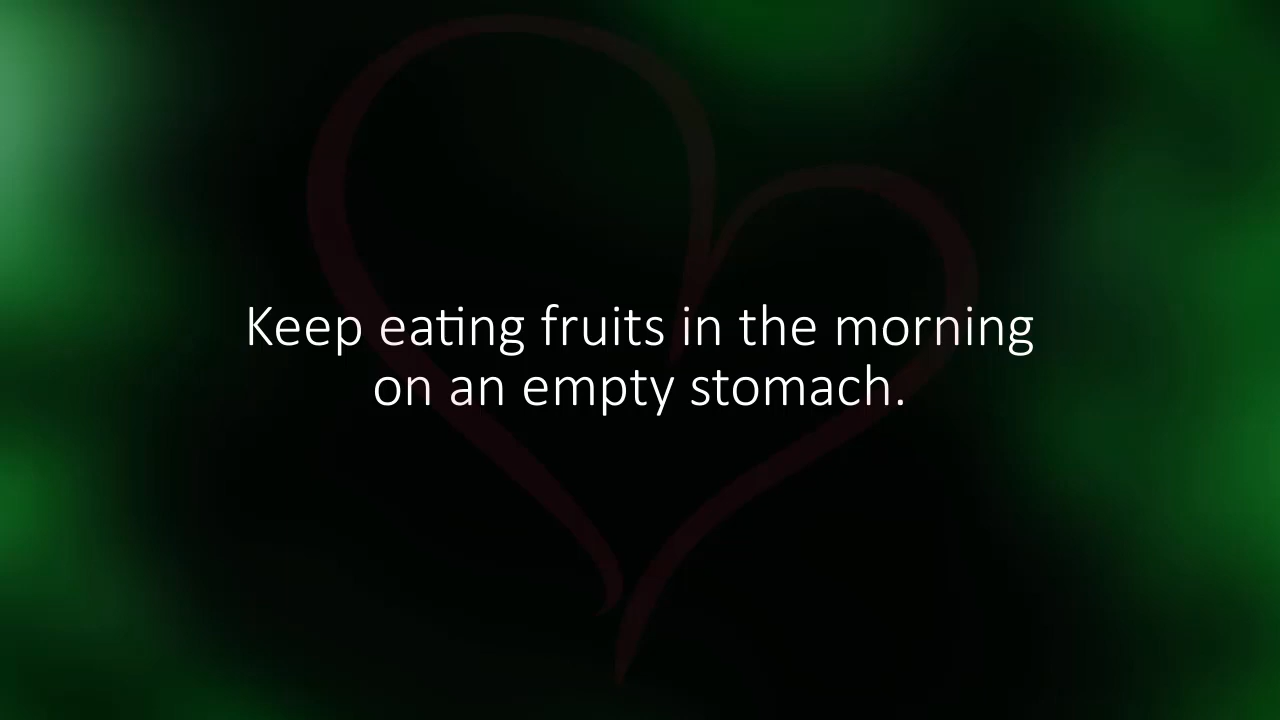 Keep eating fruits in the morning
on an empty stomach.